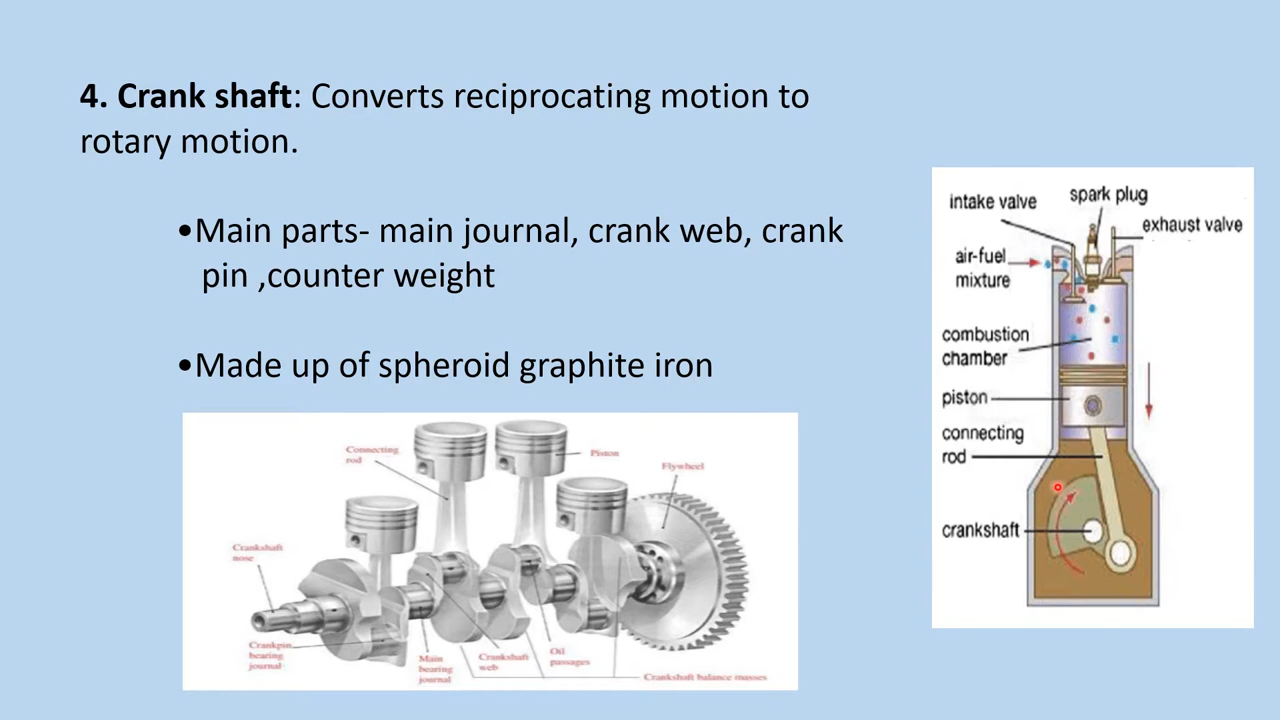 4. Crank shaft: Converts reciprocating motion to
rotary motion.
•Main parts- main journal, crank web, crank
pin ,counter weight
•Made up of spheroid graphite iron
Connecting
rod
Piston
Flywheel
Crankshaft
nose
Crankpin
bearing
journal
Main
bearing
journal
Crankshaft
web
Oil
passages
Crankshaft balance masses
intake valve
spark plug
exhaust valve
air-fuel
mixture
combustion
chamber
piston
connecting
rod
crankshaft